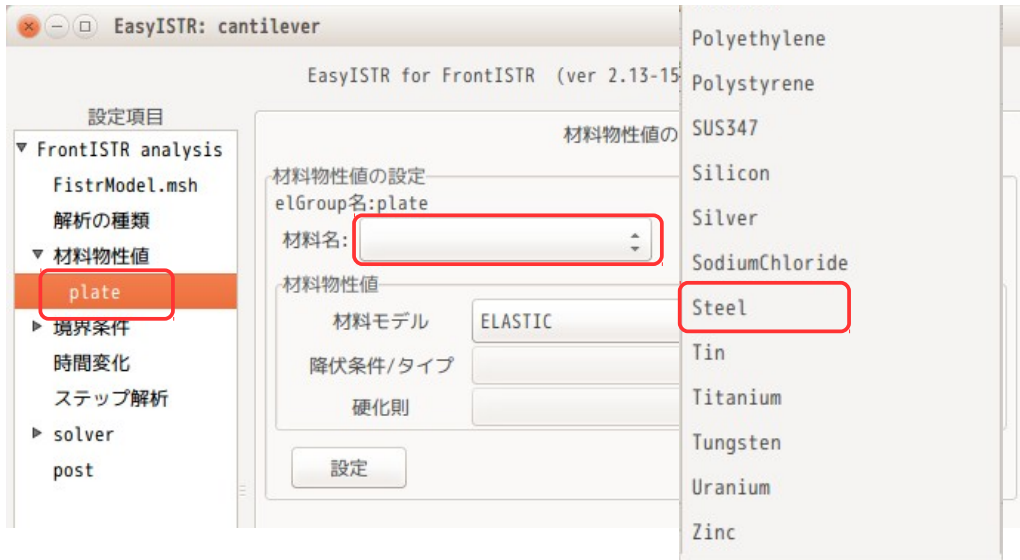 EasyISTR: cantilever
EasyISTR for FrontISTR (ver 2.13-15
設定項目
FrontISTR analysis
FistrModel.msh
解析の種類
材料物性値
plate
境界条件
時間変化
ステップ解析
solver
post
材料物性値の
材料物性値の設定
elGroup名:plate
材料名:
材料物性値
材料モデル
ELASTIC
降伏条件/タイプ
硬化則
設定
Polyethylene
Polystyrene
SUS347
Silicon
Silver
SodiumChloride
Steel
Tin
Titanium
Tungsten
Uranium
Zinc